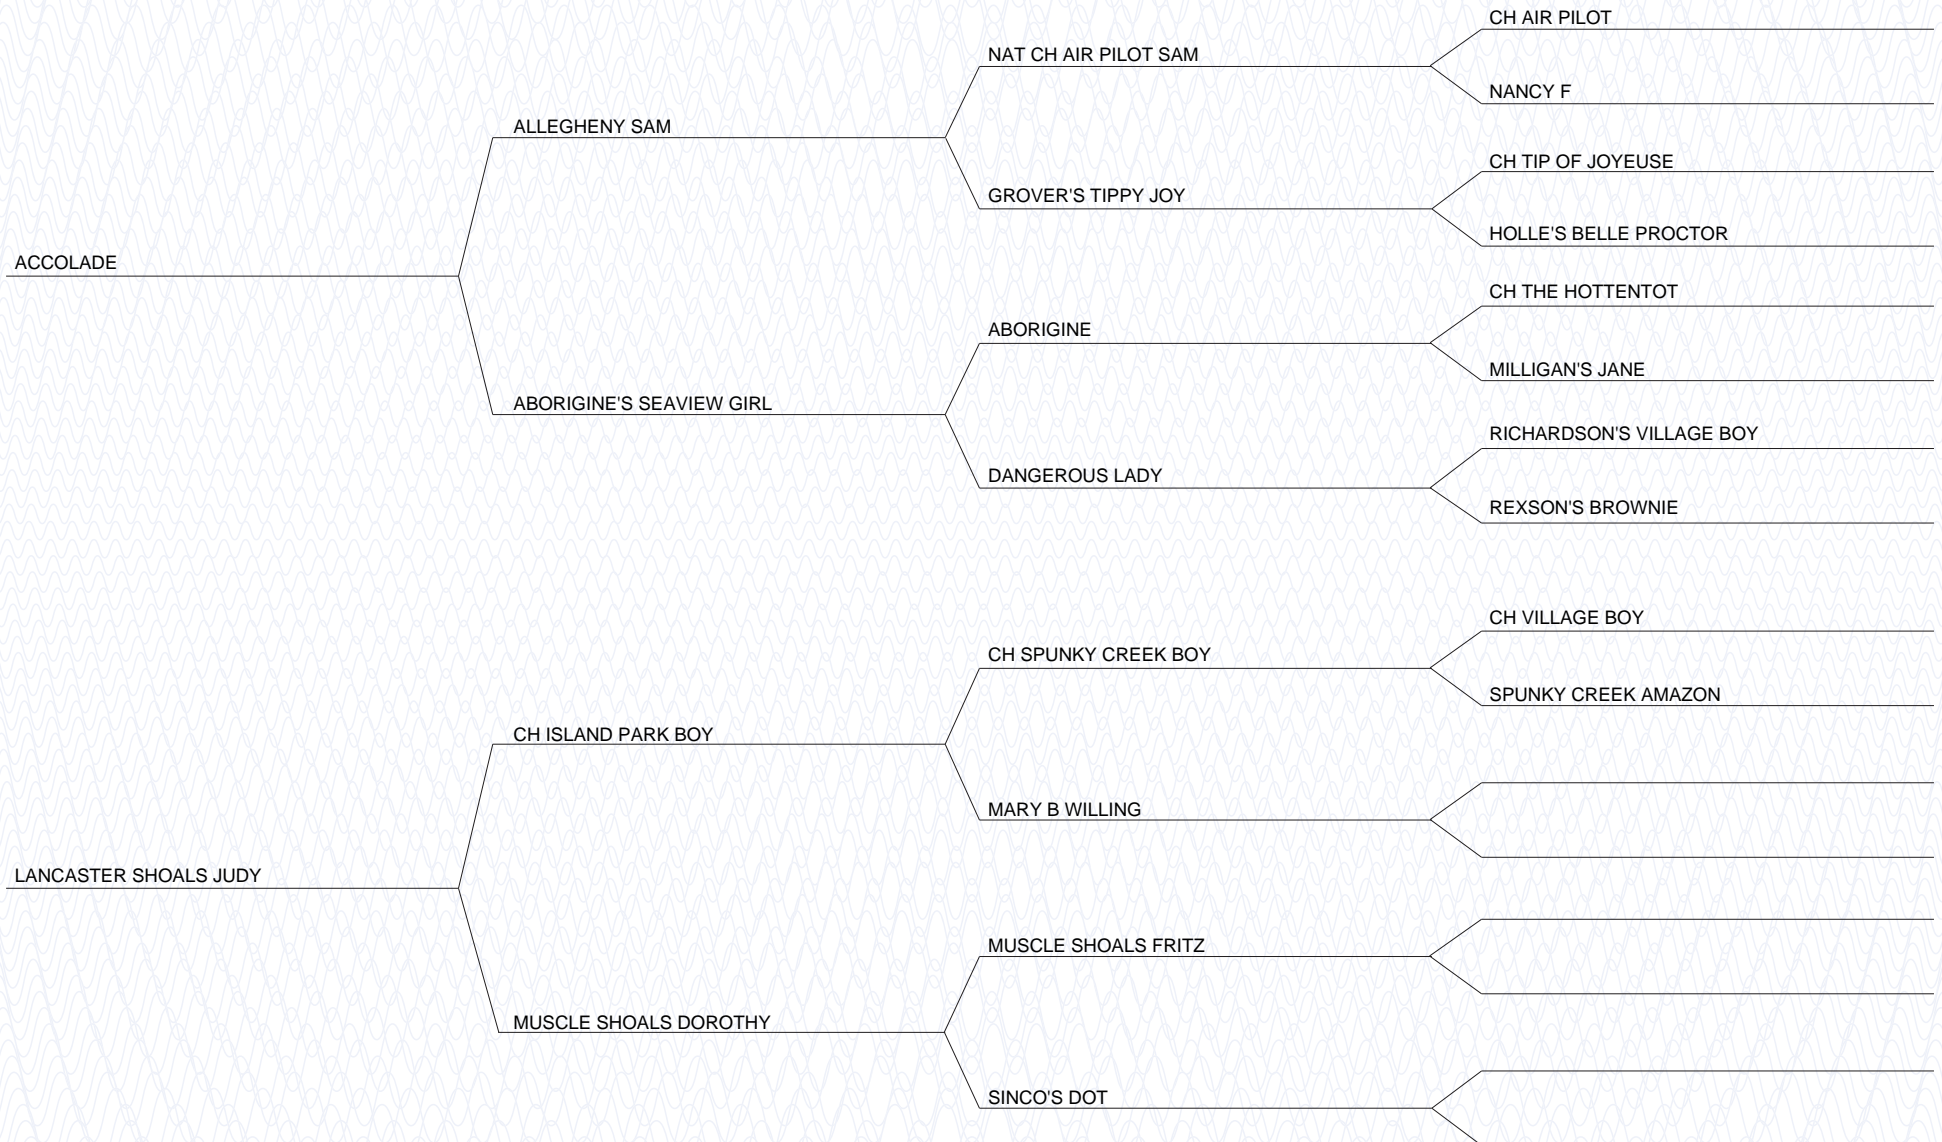 CH AIR PILOT
NAT CH AIR PILOT SAM
NANCY F
ALLEGHENY SAM
CH TIP OF JOYEUSE
GROVER'S TIPPY JOY
HOLLE'S BELLE PROCTOR
ACCOLADE
CH THE HOTTENTOT
ABORIGINE
MILLIGAN'S JANE
ABORIGINE'S SEAVIEW GIRL
RICHARDSON'S VILLAGE BOY
DANGEROUS LADY
REXSON'S BROWNIE
CH VILLAGE BOY
CH SPUNKY CREEK BOY
SPUNKY CREEK AMAZON
CH ISLAND PARK BOY
MARY B WILLING
LANCASTER SHOALS JUDY
MUSCLE SHOALS FRITZ
MUSCLE SHOALS DOROTHY
SINCO'S DOT